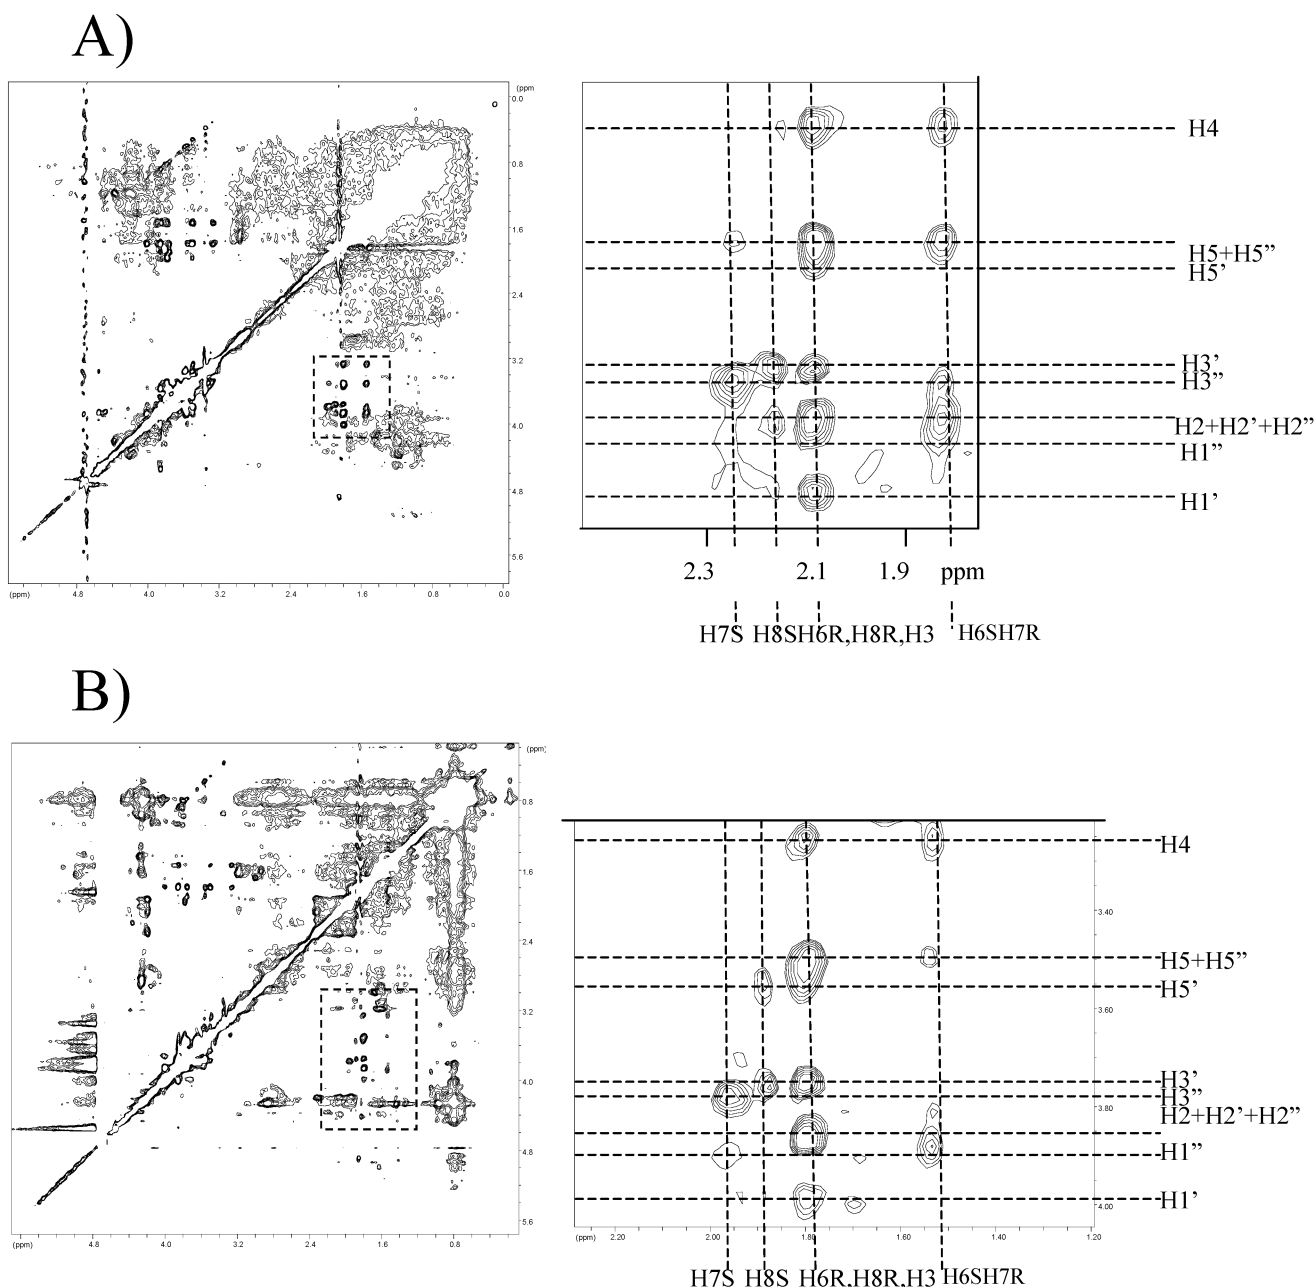 A)
(ppm
0.0
0.8
1.6
2.4
3.2
4.0
4.8
5.6
(ppm) 4.8 4.0 3.2 2.4 1.6 0.8 0.0
H4
H5+H5”
H5’
H3’
H3”
H2+H2’+H2”
H1”
H1’
2.3 2.1 1.9 ppm
H7S H8SH6R,H8R,H3 H6SH7R
B)
(ppm)
0.8
1.6
2.4
3.2
4.0
4.8
5.6
(ppm) 4.8 4.0 3.2 2.4 1.6 0.8
H4
3.40
H5+H5”
H5’
3.60
H3’
H3”
3.80
H2+H2’+H2”
H1”
H1’
4.00
(ppm) 2.20 2.00 1.80 1.60 1.40 1.20
H7S H8S H6R,H8R,H3 H6SH7R